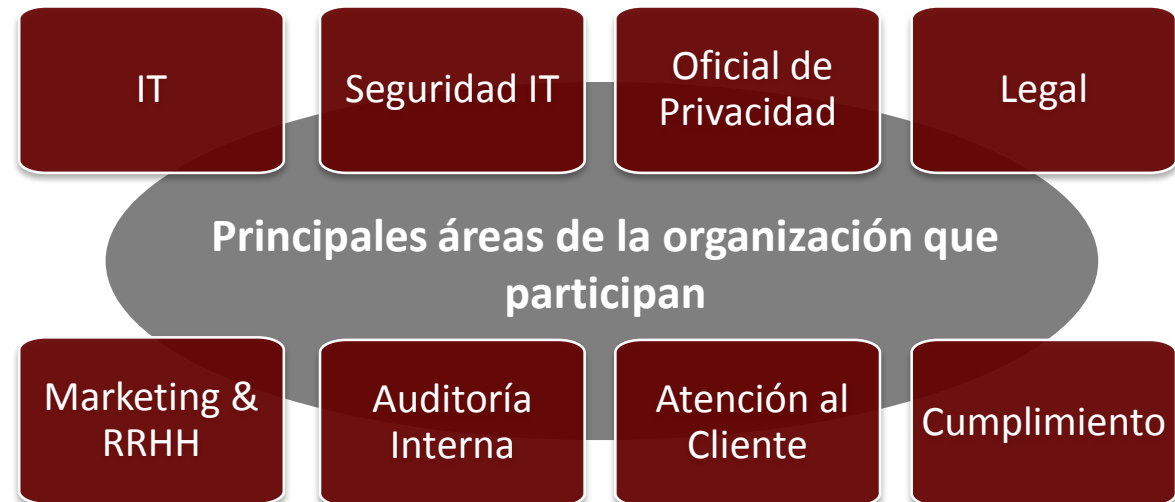 IT
Seguridad IT
Oficial de
Privacidad
Legal
Principales áreas de la organización que
participan
Marketing &
RRHH
Auditoría
Interna
Atención al
Cliente
Cumplimiento